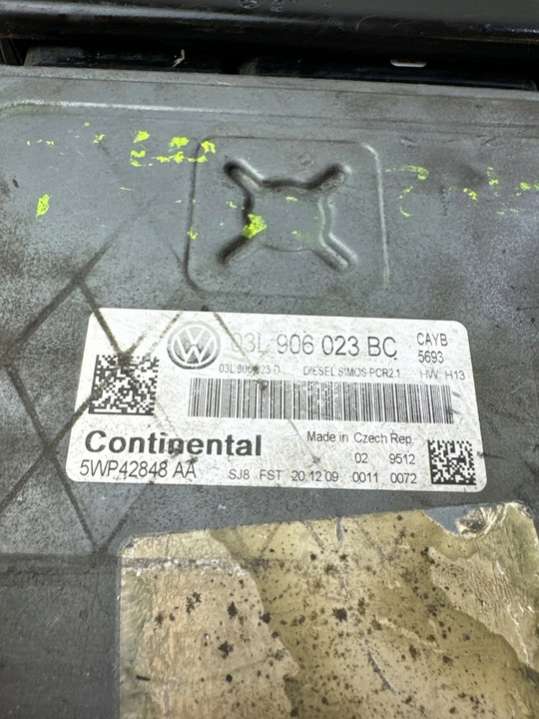 03L 906 023 BC CAYB
5693
03L 906 023 D DIESEL SIMOS-PCR2.1 HW: H13
Continental
Made in Czech Rep.
02 9512
5WP42848 AA
SJ8 FST 20.12.09 0011 0072